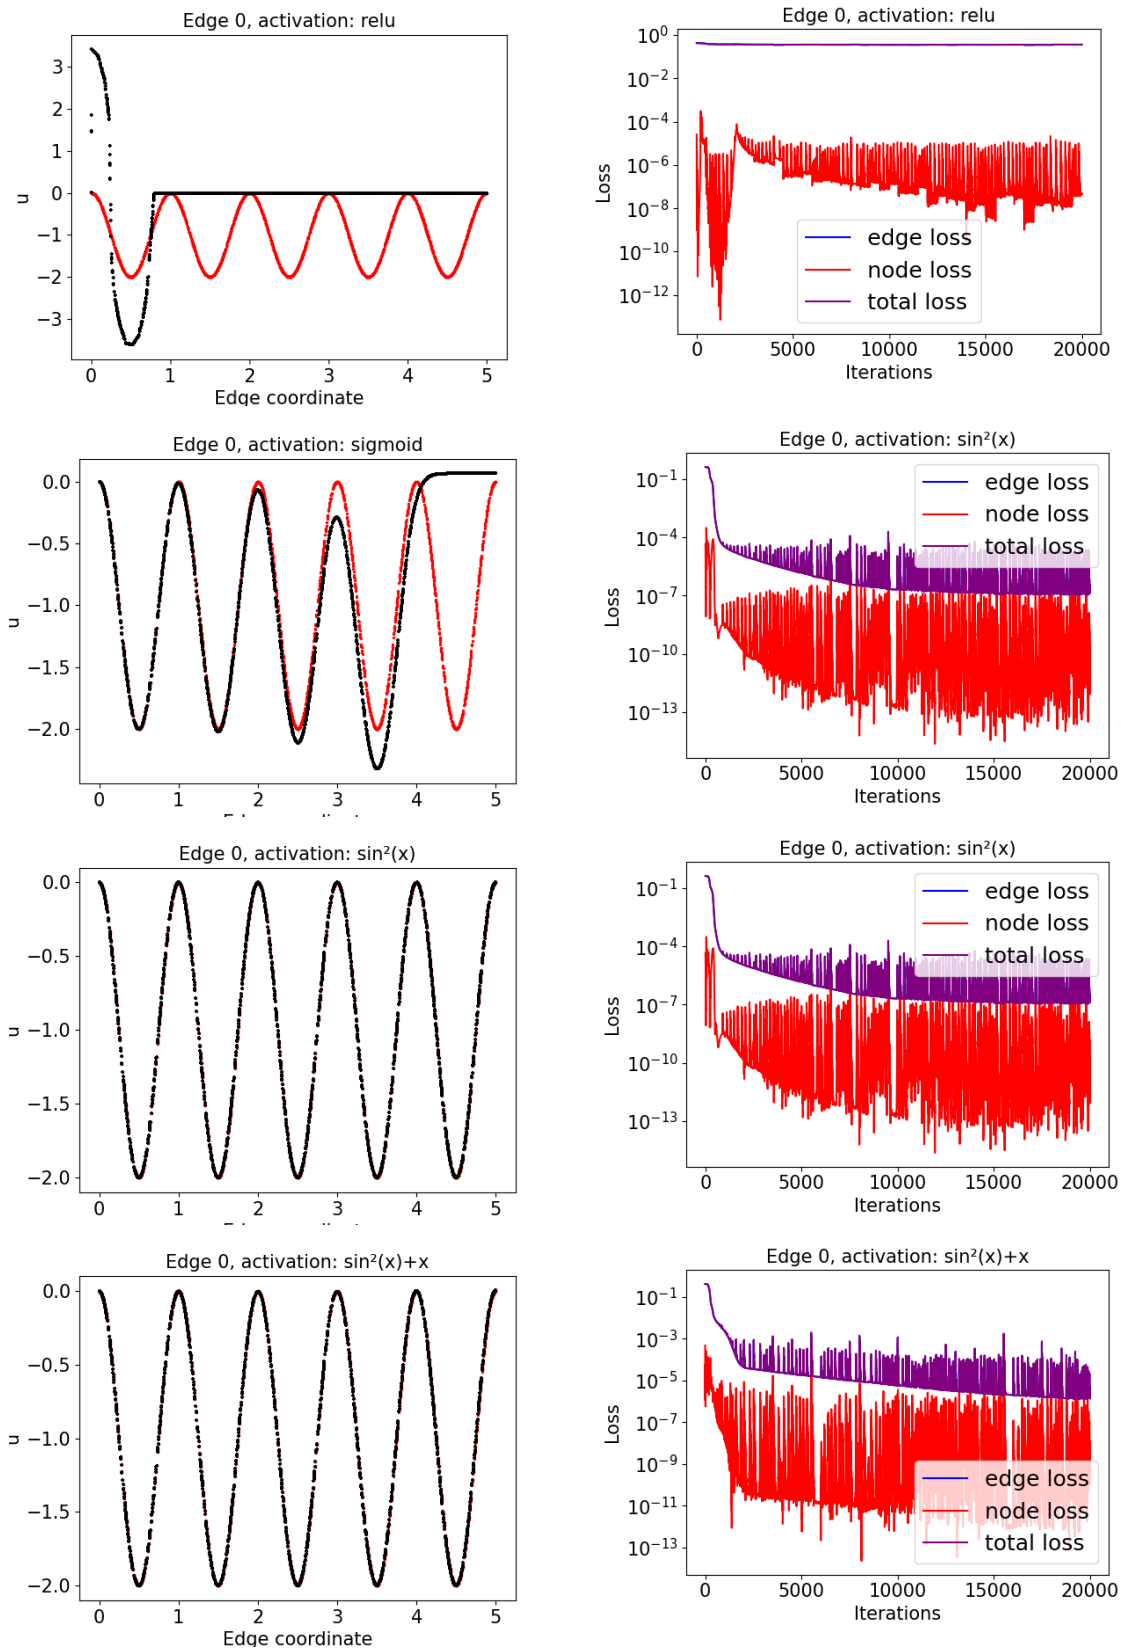 Edge 0, activation: relu
3
2
1
0
−1
−2
−3
u
0 1 2 3 4 5
Edge coordinate
Edge 0, activation: relu
10⁰
10⁻²
10⁻⁴
10⁻⁶
10⁻⁸
10⁻¹⁰
10⁻¹²
Loss
edge loss
node loss
total loss
0 5000 10000 15000 20000
Iterations
Edge 0, activation: sigmoid
0.0
−0.5
−1.0
−1.5
−2.0
u
0 1 2 3 4 5
Edge coordinate
Edge 0, activation: sin²(x)
10⁻¹
10⁻⁴
10⁻⁷
10⁻¹⁰
10⁻¹³
Loss
edge loss
node loss
total loss
0 5000 10000 15000 20000
Iterations
Edge 0, activation: sin²(x)
0.0
−0.5
−1.0
−1.5
−2.0
u
0 1 2 3 4 5
Edge coordinate
Edge 0, activation: sin²(x)
10⁻¹
10⁻⁴
10⁻⁷
10⁻¹⁰
10⁻¹³
Loss
edge loss
node loss
total loss
0 5000 10000 15000 20000
Iterations
Edge 0, activation: sin²(x)+x
0.0
−0.5
−1.0
−1.5
−2.0
u
0 1 2 3 4 5
Edge coordinate
Edge 0, activation: sin²(x)+x
10⁻¹
10⁻³
10⁻⁵
10⁻⁷
10⁻⁹
10⁻¹¹
10⁻¹³
Loss
edge loss
node loss
total loss
0 5000 10000 15000 20000
Iterations